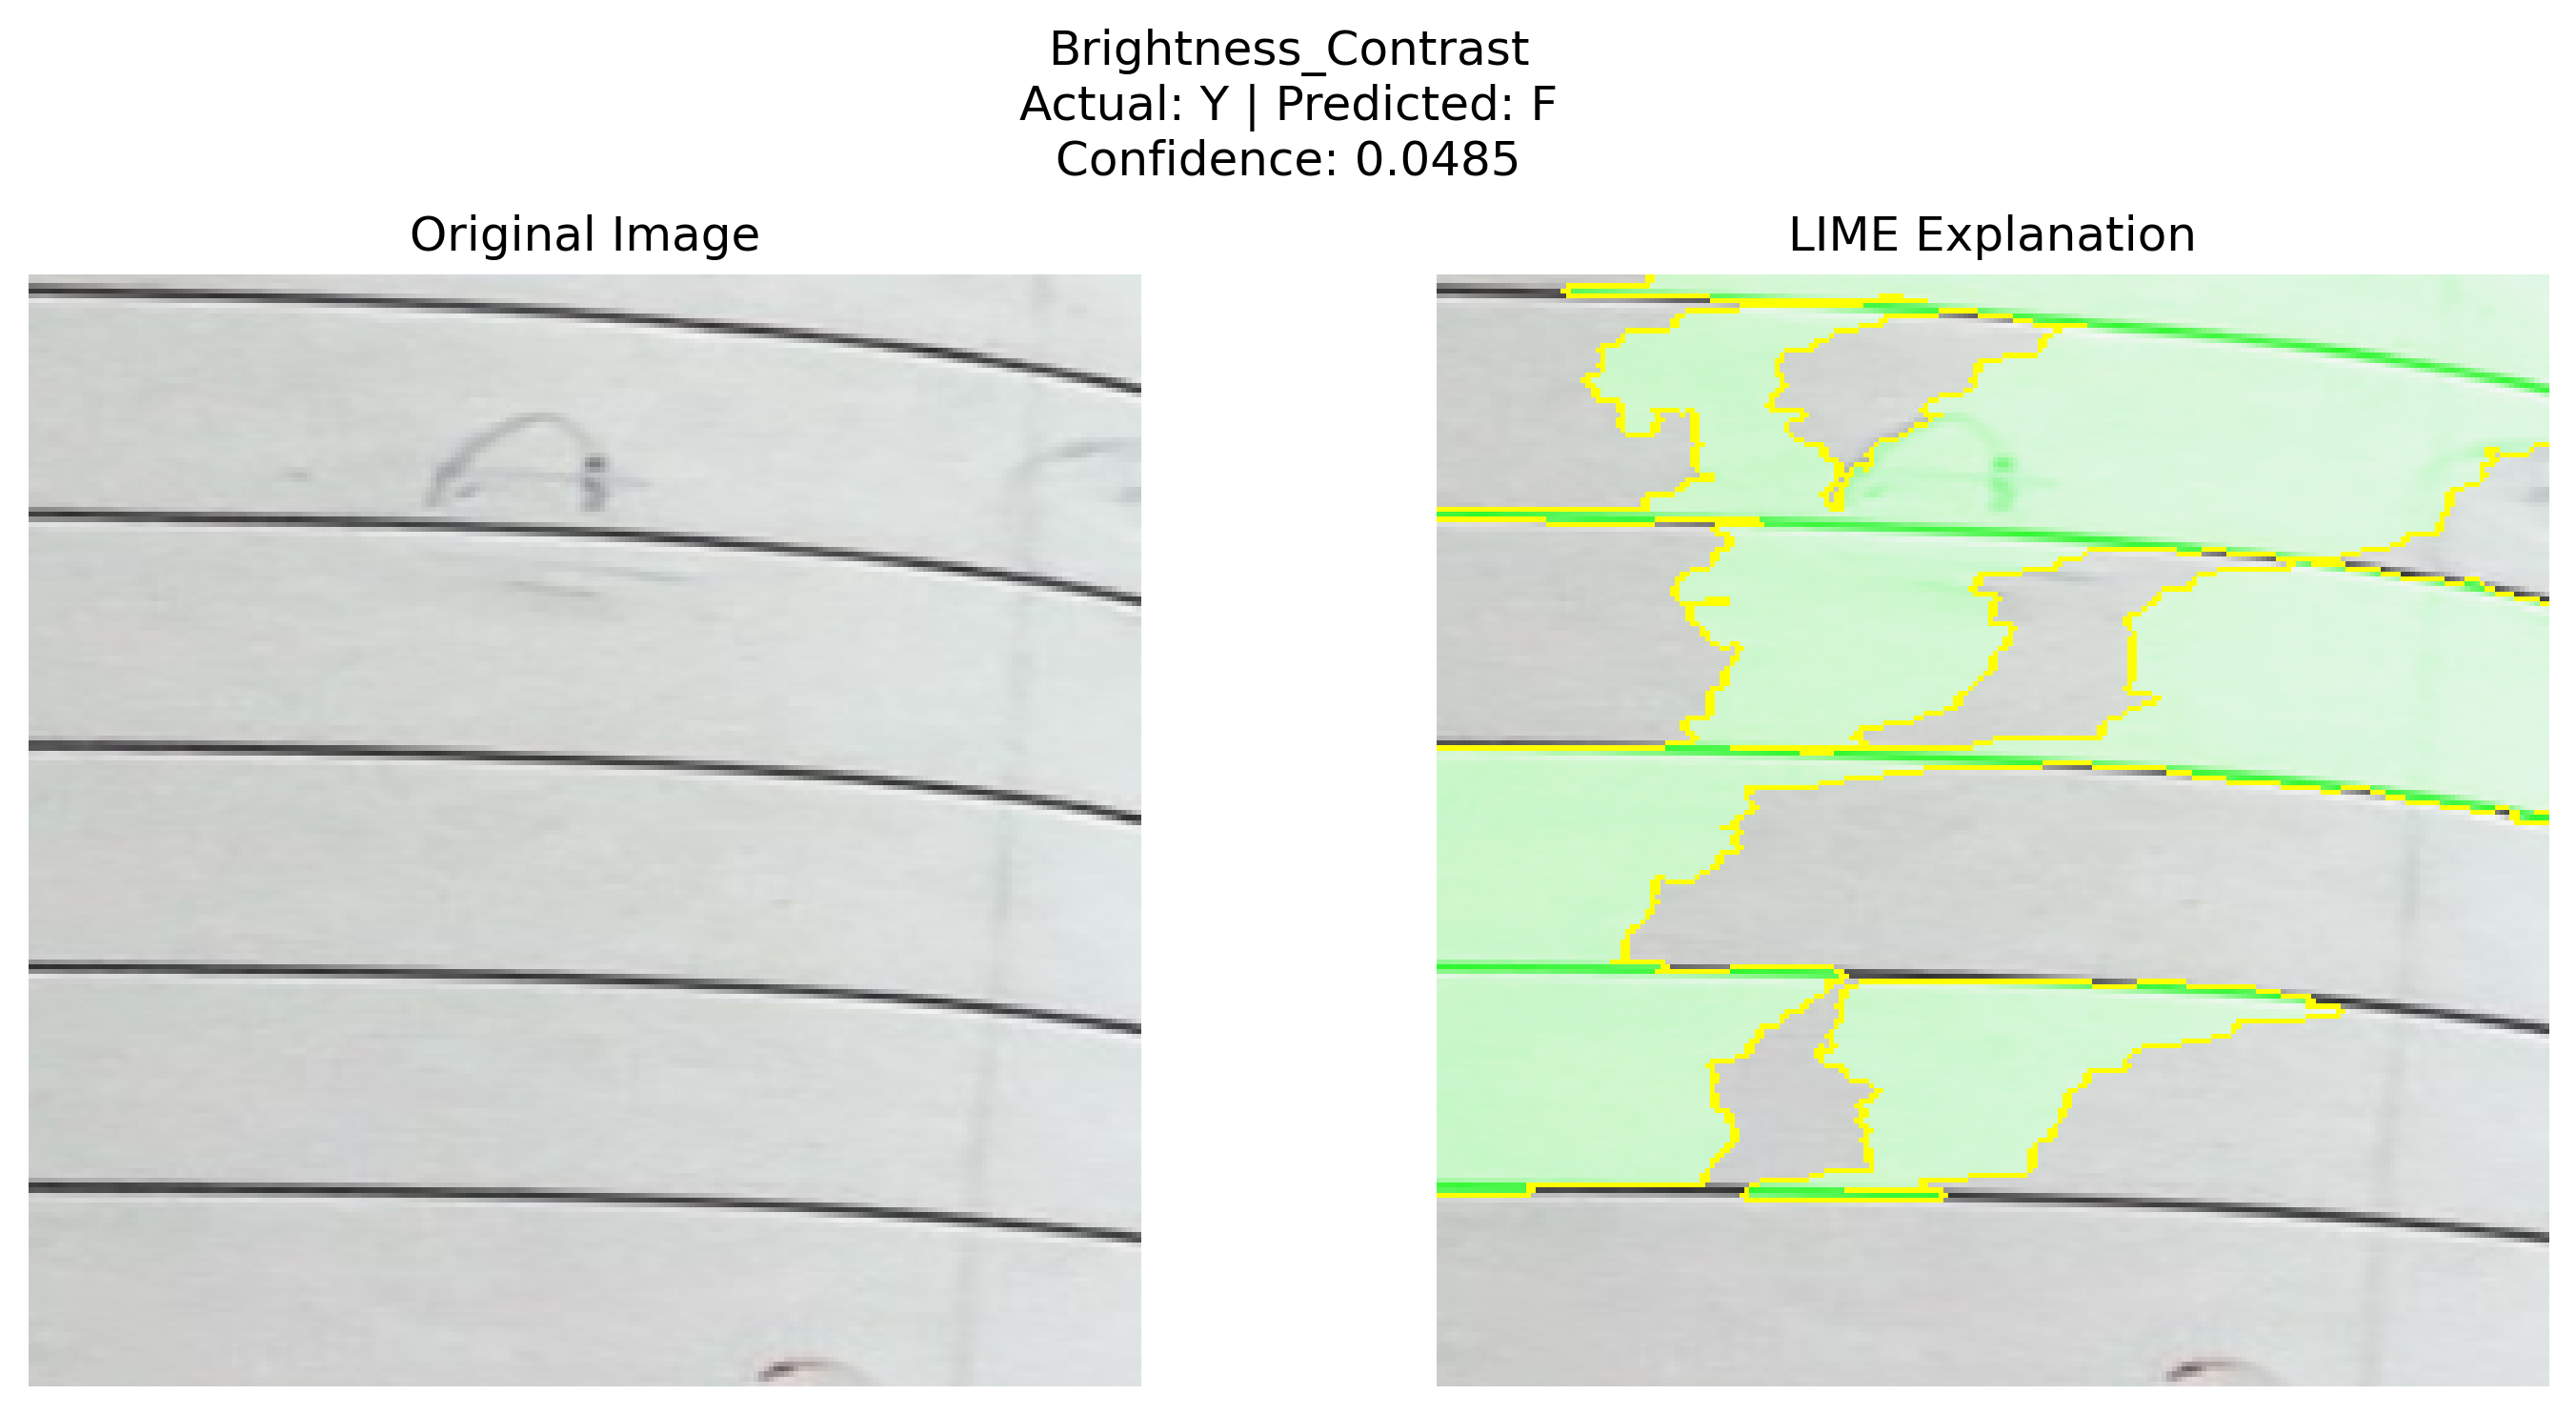 Brightness_Contrast
Actual: Y | Predicted: F
Confidence: 0.0485
Original Image
LIME Explanation